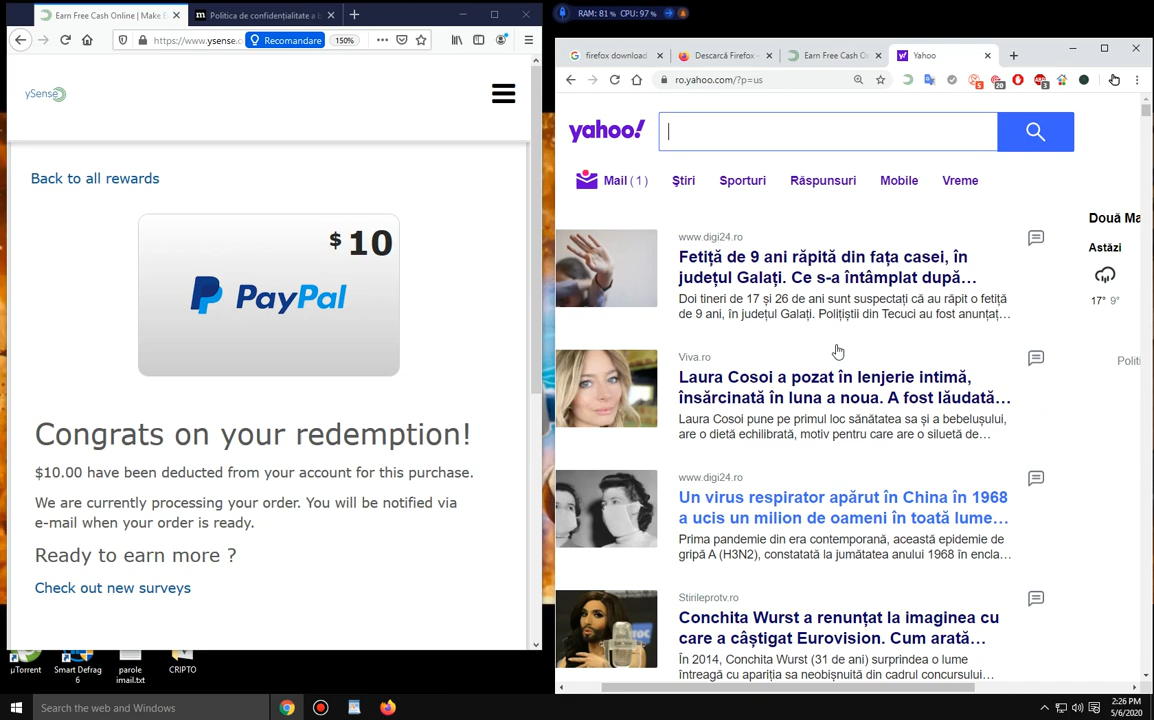 Earn Free Cash Online | Make E
Politica de confidențialitate a b
https://www.ysense.c
Recomandare
150%
ySense
Back to all rewards
$ 10
PayPal
Congrats on your redemption!
$10.00 have been deducted from your account for this purchase.
We are currently processing your order. You will be notified via
e-mail when your order is ready.
Ready to earn more ?
Check out new surveys
RAM: 81 % CPU: 97 %
firefox download
Descarcă Firefox –
Earn Free Cash On
Yahoo
ro.yahoo.com/?p=us
5
20
3
yahoo!
Mail ( 1 )
Știri
Sporturi
Răspunsuri
Mobile
Vreme
www.digi24.ro
Fetiță de 9 ani răpită din fața casei, în
județul Galați. Ce s-a întâmplat după…
Doi tineri de 17 și 26 de ani sunt suspectați că au răpit o fetiță
de 9 ani, în județul Galați. Polițiștii din Tecuci au fost anunțaț…
Viva.ro
Laura Cosoi a pozat în lenjerie intimă,
însărcinată în luna a noua. A fost lăudată…
Laura Cosoi pune pe primul loc sănătatea sa și a bebelușului,
are o dietă echilibrată, motiv pentru care are o siluetă de…
www.digi24.ro
Un virus respirator apărut în China în 1968
a ucis un milion de oameni în toată lume…
Prima pandemie din era contemporană, această epidemie de
gripă A (H3N2), constatată la jumătatea anului 1968 în encla…
Stirileprotv.ro
Conchita Wurst a renunțat la imaginea cu
care a câștigat Eurovision. Cum arată…
În 2014, Conchita Wurst (31 de ani) surprindea o lume
întreagă cu apariția sa neobișnuită din cadrul concursului
Două Ma
Astăzi
17° 9°
Politi
µTorrent
Smart Defrag
6
parole
imail.txt
CRIPTO
Search the web and Windows
2:26 PM
5/6/2020